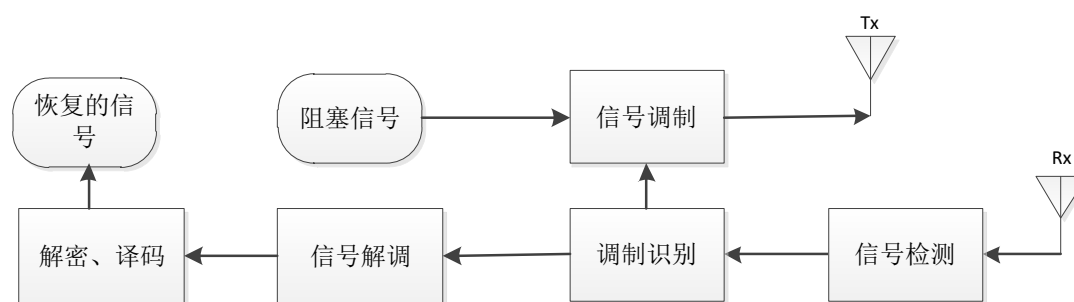 Tx
恢复的信
号
阻塞信号
信号调制
Rx
解密、译码
信号解调
调制识别
信号检测